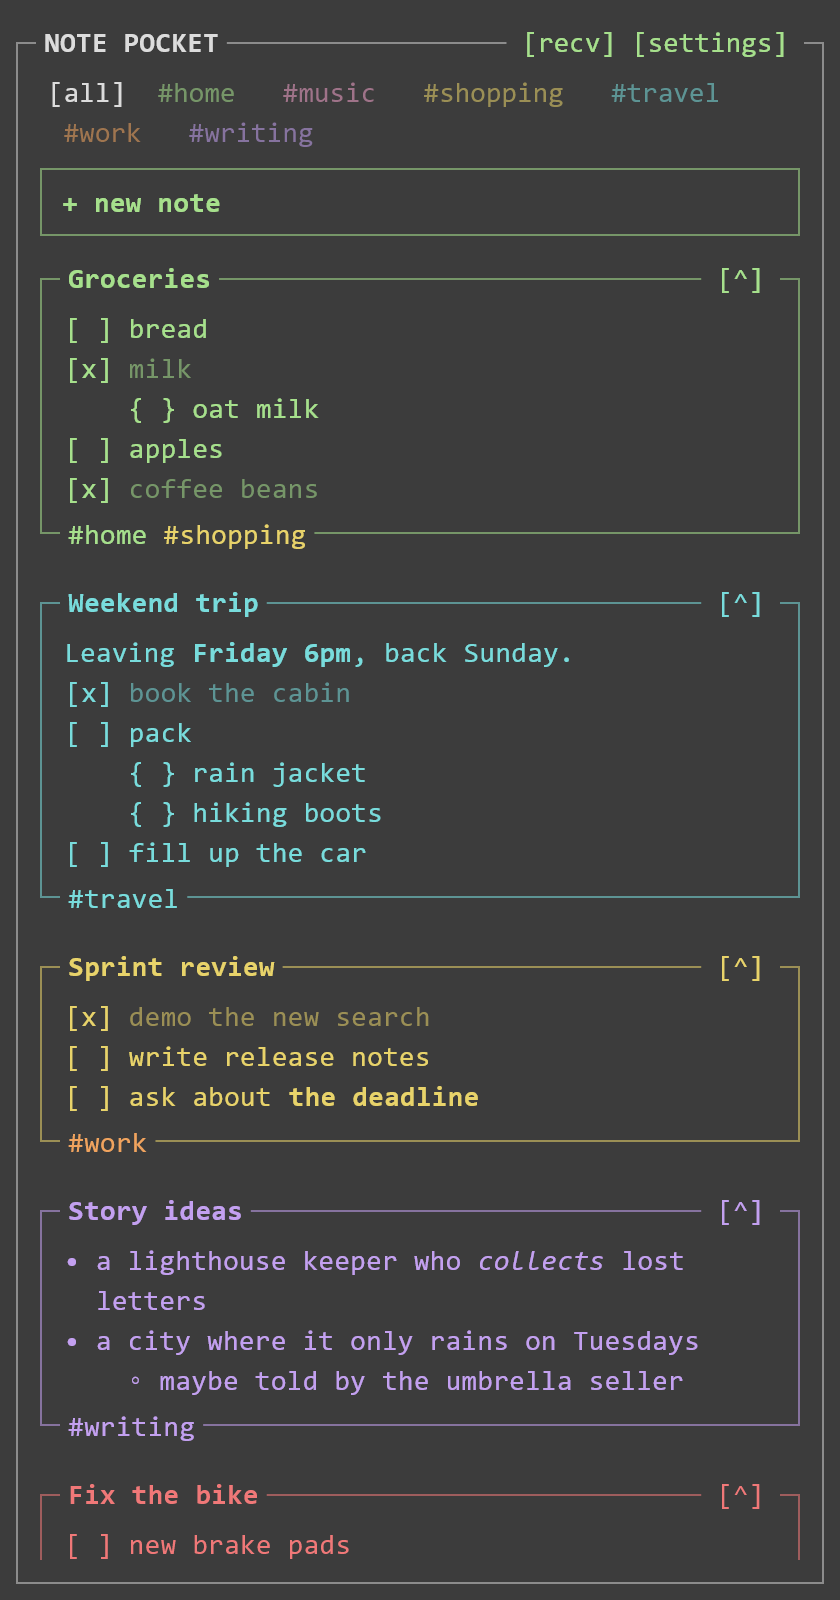 NOTE POCKET [recv] [settings]
[all] #home #music #shopping #travel
#work #writing
+ new note
Groceries [^]
[ ] bread
[x] milk
{ } oat milk
[ ] apples
[x] coffee beans
#home #shopping
Weekend trip [^]
Leaving Friday 6pm, back Sunday.
[x] book the cabin
[ ] pack
{ } rain jacket
{ } hiking boots
[ ] fill up the car
#travel
Sprint review [^]
[x] demo the new search
[ ] write release notes
[ ] ask about the deadline
#work
Story ideas [^]
• a lighthouse keeper who collects lost
letters
• a city where it only rains on Tuesdays
◦ maybe told by the umbrella seller
#writing
Fix the bike [^]
[ ] new brake pads